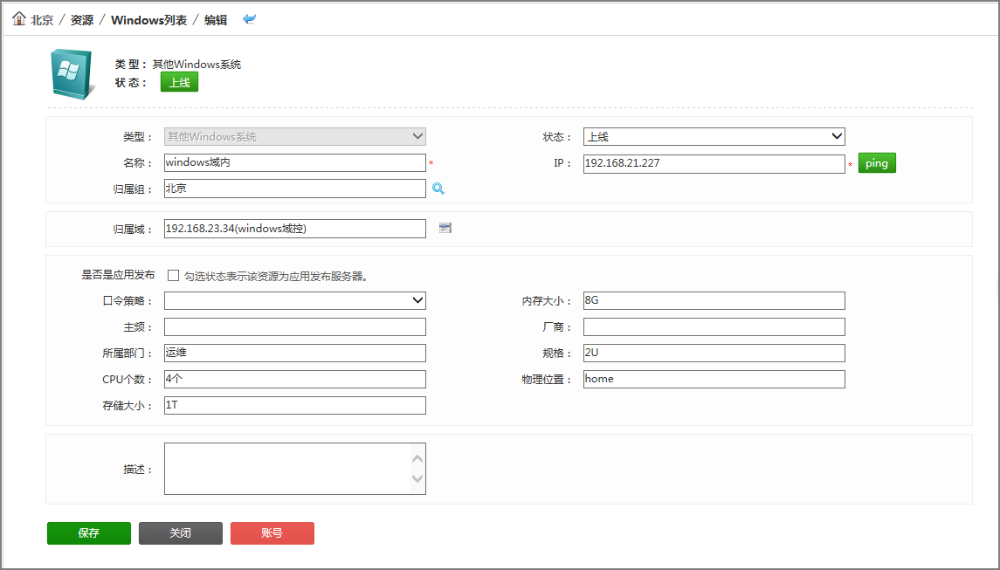 北京 / 资源 / Windows列表 / 编辑
类 型： 其他Windows系统
状 态： 上线
类型： 其他Windows系统 状态： 上线
名称： windows域内 * IP： 192.168.21.227 * ping
归属组： 北京
归属域： 192.168.23.34(windows域控)
是否是应用发布 勾选状态表示该资源为应用发布服务器。
口令策略： 内存大小： 8G
主频： 厂商：
所属部门： 运维 规格： 2U
CPU个数： 4个 物理位置： home
存储大小： 1T
描述：
保存 关闭 账号